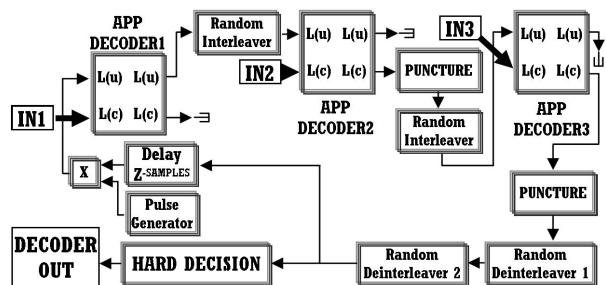 APP
DECODER1
L(u) L(u)
L(c) L(c)
IN1
Random
Interleaver
IN2
L(u) L(u)
L(c) L(c)
APP
DECODER2
PUNCTURE
Random
Interleaver
IN3
L(u) L(u)
L(c) L(c)
APP
DECODER3
PUNCTURE
X
Delay
Z-SAMPLES
Pulse
Generator
Random
Deinterleaver 1
Random
Deinterleaver 2
HARD DECISION
DECODER
OUT